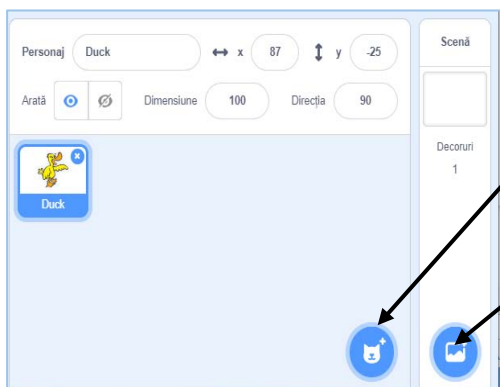 Personaj Duck x 87 y -25
Arată Dimensiune 100 Direcția 90
Duck
Scenă
Decoruri
1